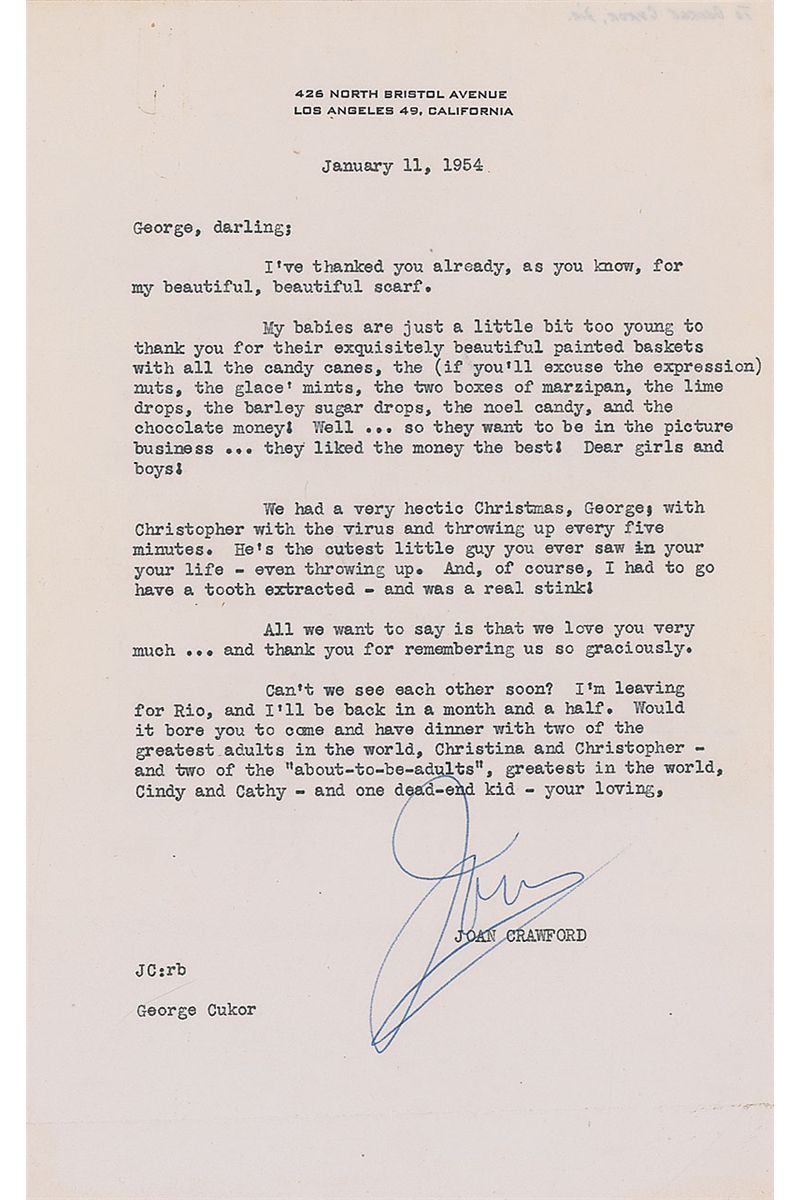 426 NORTH BRISTOL AVENUE
LOS ANGELES 49, CALIFORNIA
January 11, 1954
George, darling;
I've thanked you already, as you know, for
my beautiful, beautiful scarf.
My babies are just a little bit too young to
thank you for their exquisitely beautiful painted baskets
with all the candy canes, the (if you'll excuse the expression)
nuts, the glace' mints, the two boxes of marzipan, the lime
drops, the barley sugar drops, the noel candy, and the
chocolate money! Well ... so they want to be in the picture
business ... they liked the money the best! Dear girls and
boys!
We had a very hectic Christmas, George; with
Christopher with the virus and throwing up every five
minutes. He's the cutest little guy you ever saw in your
your life - even throwing up. And, of course, I had to go
have a tooth extracted - and was a real stink!
All we want to say is that we love you very
much ... and thank you for remembering us so graciously.
Can't we see each other soon? I'm leaving
for Rio, and I'll be back in a month and a half. Would
it bore you to come and have dinner with two of the
greatest adults in the world, Christina and Christopher -
and two of the "about-to-be-adults", greatest in the world,
Cindy and Cathy - and one dead-end kid - your loving,
Joan
JOAN CRAWFORD
JC:rb
George Cukor